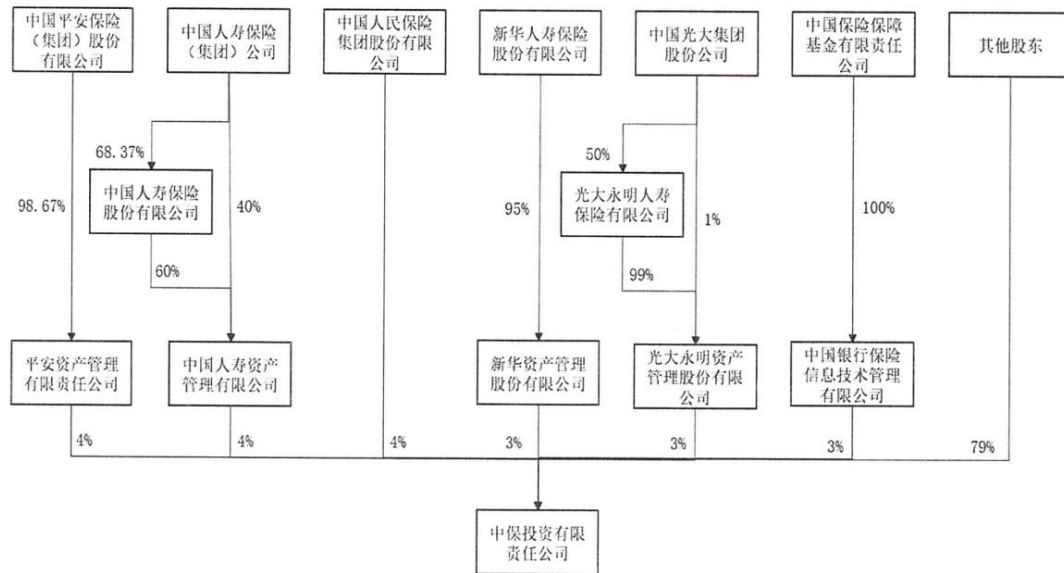 中国平安保险
（集团）股份
有限公司
中国人寿保险
（集团）公司
中国人民保险
集团股份有限
公司
新华人寿保险
股份有限公司
中国光大集团
股份公司
中国保险保障
基金有限责任
公司
其他股东
68.37%
50%
中国人寿保险
股份有限公司
光大永明人寿
保险有限公司
98.67%
40%
95%
1%
100%
60%
99%
平安资产管理
有限责任公司
中国人寿资产
管理有限公司
新华资产管理
股份有限公司
光大永明资产
管理股份有限
公司
中国银行保险
信息技术管理
有限公司
4%
4%
4%
3%
3%
3%
79%
中保投资有限
责任公司